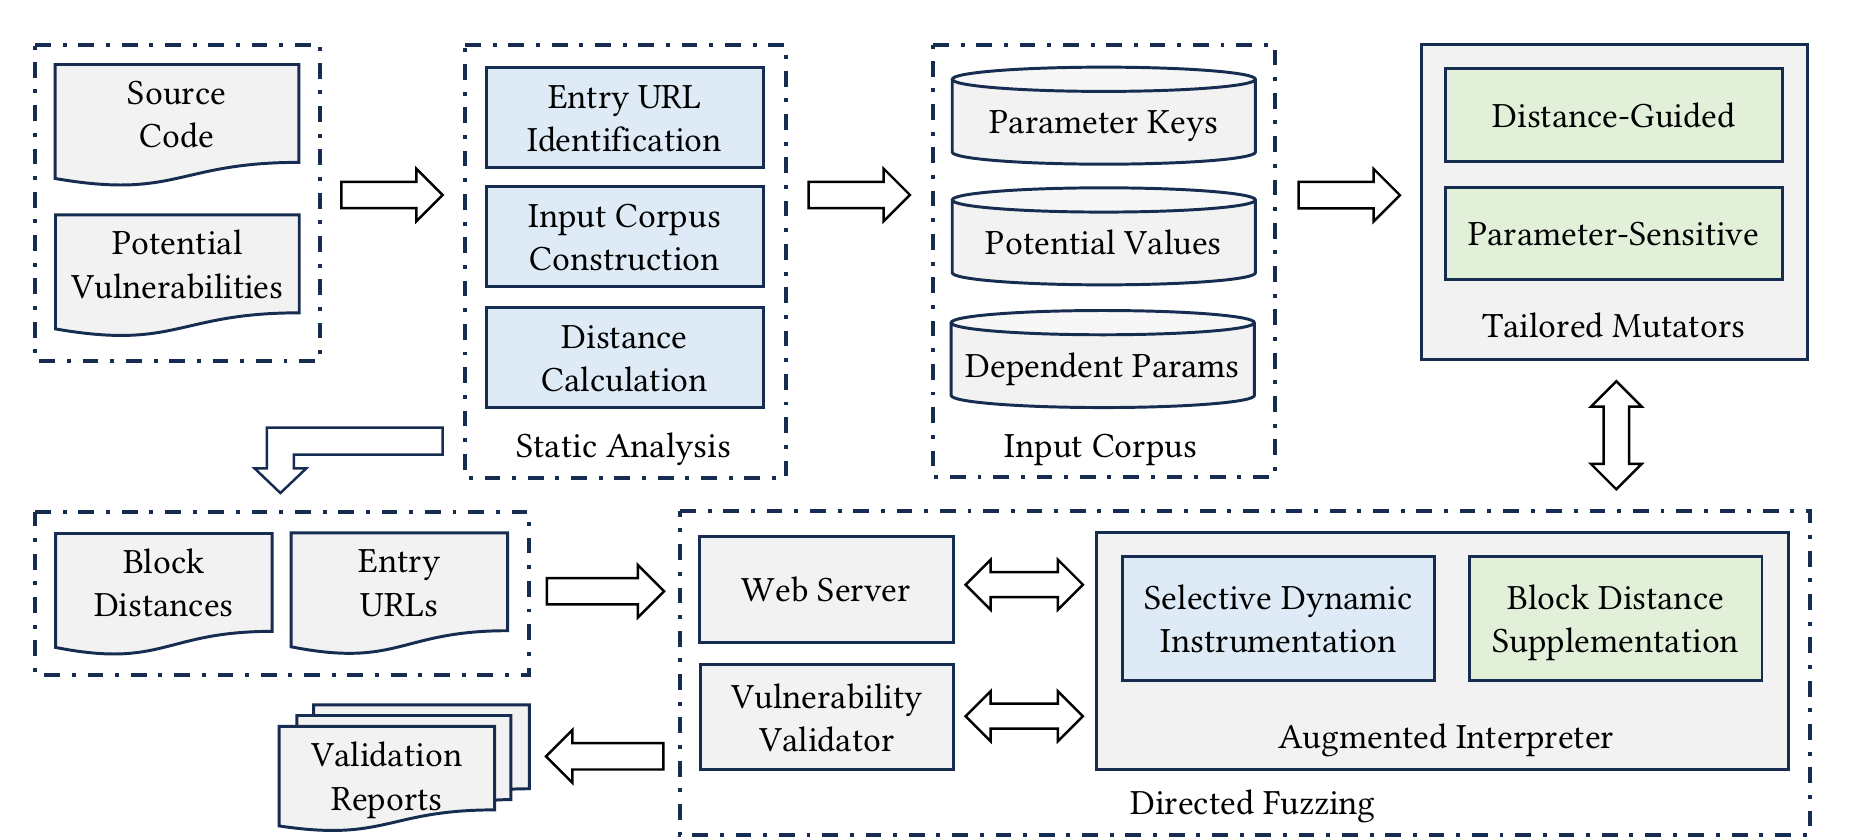 Source
Code
Potential
Vulnerabilities
Entry URL
Identification
Input Corpus
Construction
Distance
Calculation
Static Analysis
Parameter Keys
Potential Values
Dependent Params
Input Corpus
Distance-Guided
Parameter-Sensitive
Tailored Mutators
Block
Distances
Entry
URLs
Validation
Reports
Web Server
Vulnerability
Validator
Selective Dynamic
Instrumentation
Block Distance
Supplementation
Augmented Interpreter
Directed Fuzzing